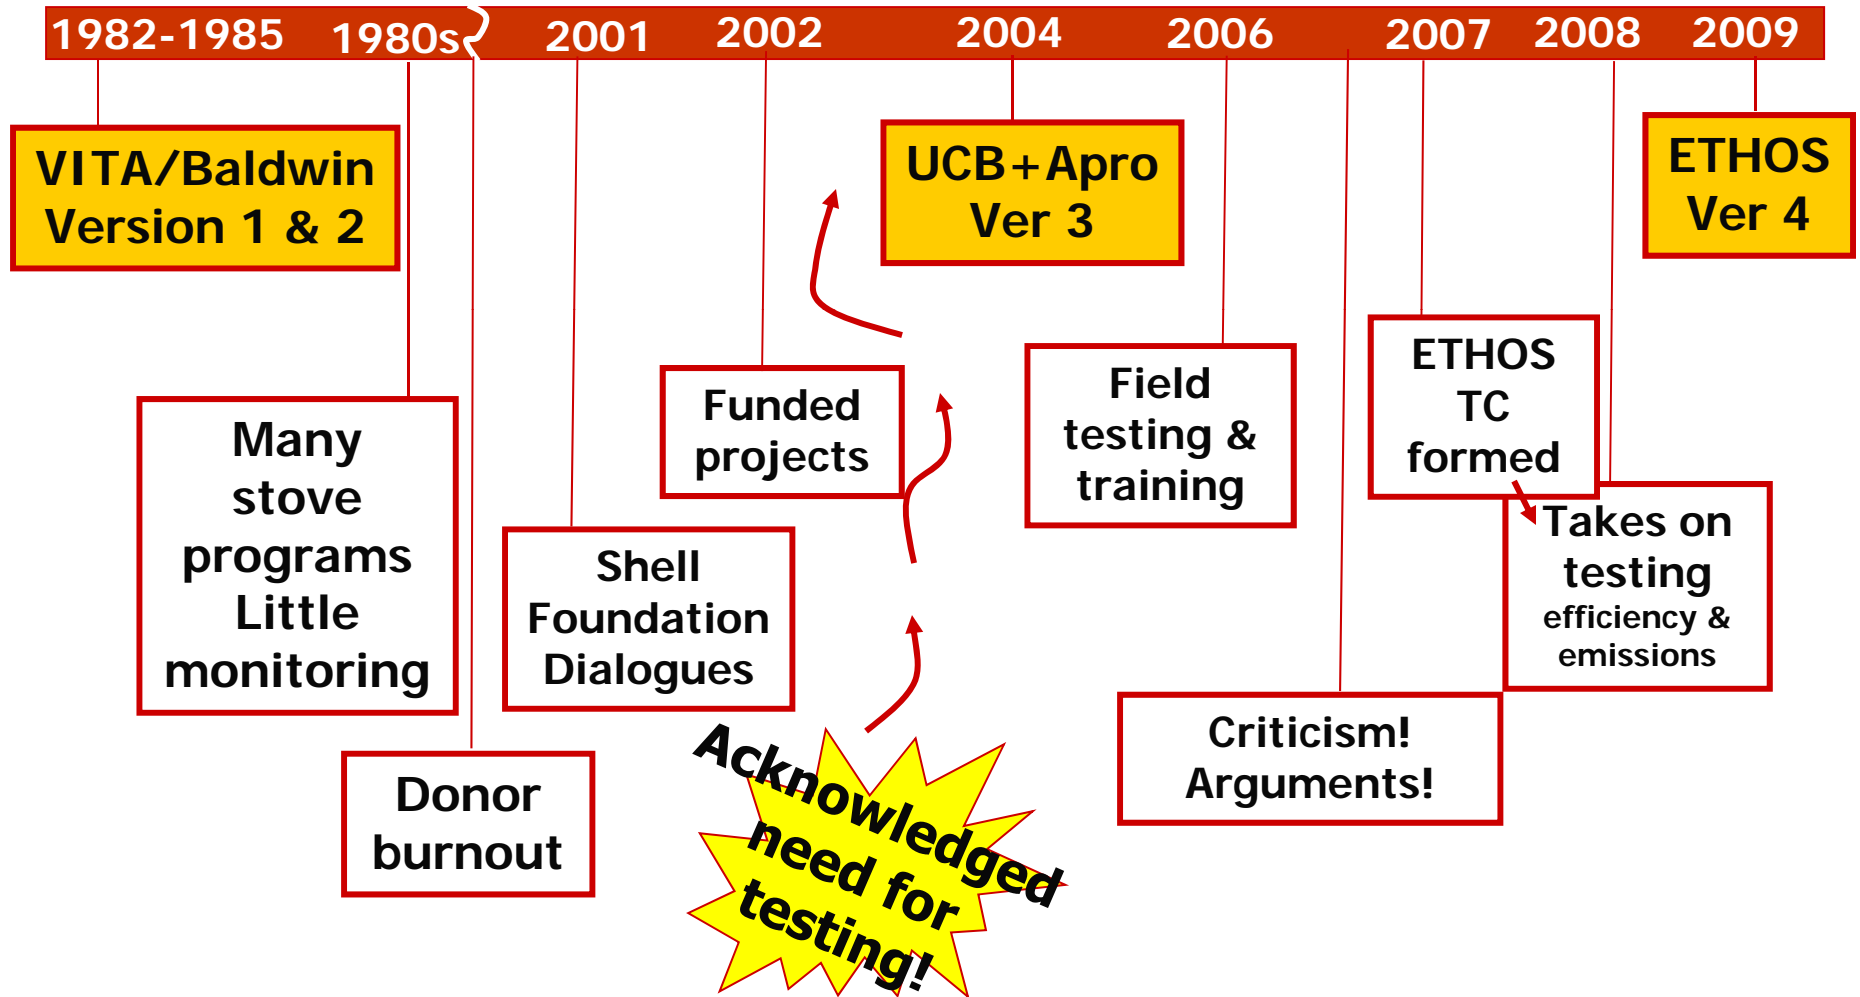 1982-1985 1980s 2001 2002 2004 2006 2007 2008 2009
VITA/Baldwin
Version 1 & 2
Many
stove
programs
Little
monitoring
Donor
burnout
Shell
Foundation
Dialogues
Funded
projects
Acknowledged
need for
testing!
UCB+Apro
Ver 3
Field
testing &
training
Criticism!
Arguments!
ETHOS
TC
formed
Takes on
testing
efficiency &
emissions
ETHOS
Ver 4